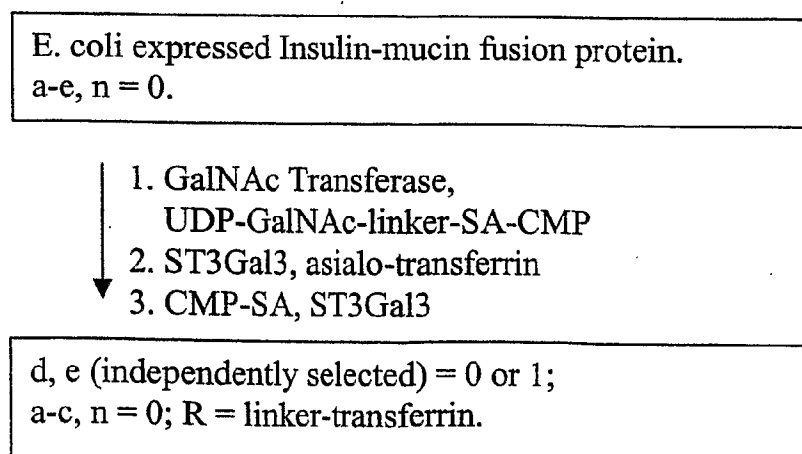 E. coli expressed Insulin-mucin fusion protein.
a-e, n = 0.
1. GalNAc Transferase,
UDP-GalNAc-linker-SA-CMP
2. ST3Gal3, asialo-transferrin
3. CMP-SA, ST3Gal3
d, e (independently selected) = 0 or 1;
a-c, n = 0; R = linker-transferrin.